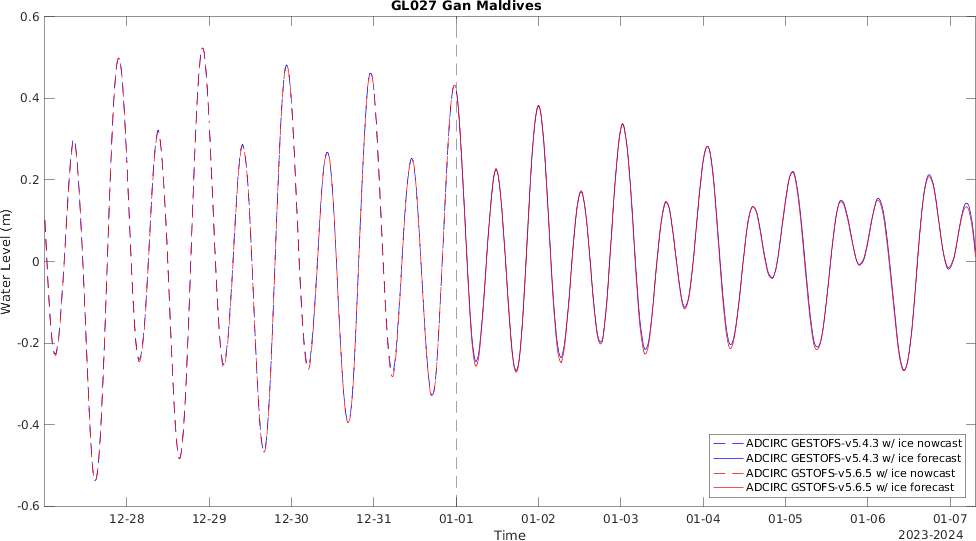 GL027 Gan Maldives
0.6
0.4
0.2
0
-0.2
-0.4
-0.6
Water Level (m)
ADCIRC GESTOFS-v5.4.3 w/ ice nowcast
ADCIRC GESTOFS-v5.4.3 w/ ice forecast
ADCIRC GSTOFS-v5.6.5 w/ ice nowcast
ADCIRC GSTOFS-v5.6.5 w/ ice forecast
12-28 12-29 12-30 12-31 01-01 01-02 01-03 01-04 01-05 01-06 01-07
Time
2023-2024